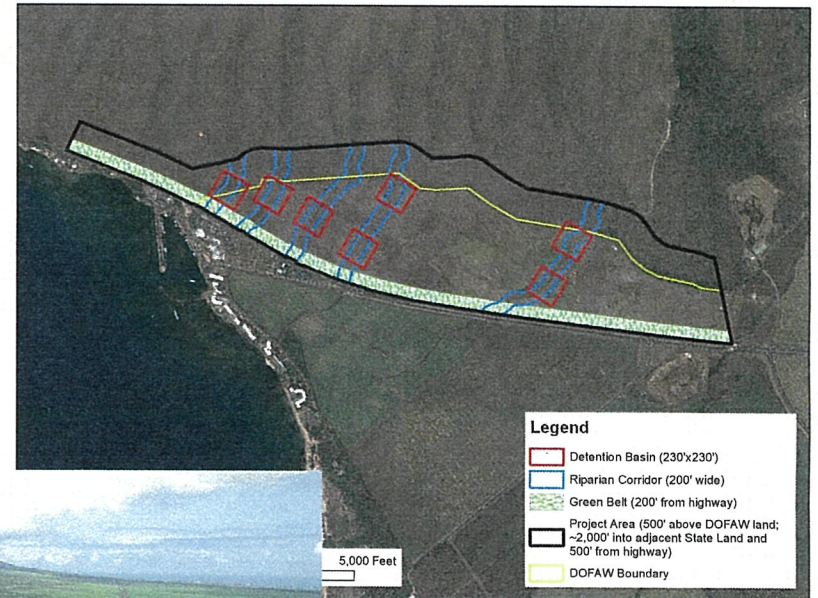 5,000 Feet
Legend
Detention Basin (230'x230')
Riparian Corridor (200' wide)
Green Belt (200' from highway)
Project Area (500' above DOFAW land;
~2,000' into adjacent State Land and
500' from highway)
DOFAW Boundary